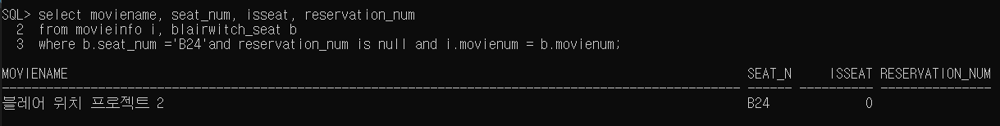 SQL> select moviename, seat_num, isseat, reservation_num
  2  from movieinfo i, blairwitch_seat b
  3  where b.seat_num ='B24'and reservation_num is null and i.movienum = b.movienum;
MOVIENAME SEAT_N ISSEAT RESERVATION_NUM
---------------------------------------------------------------------------------------------------- ------ ---------- ---------------
블레어 위치 프로젝트 2 B24 0